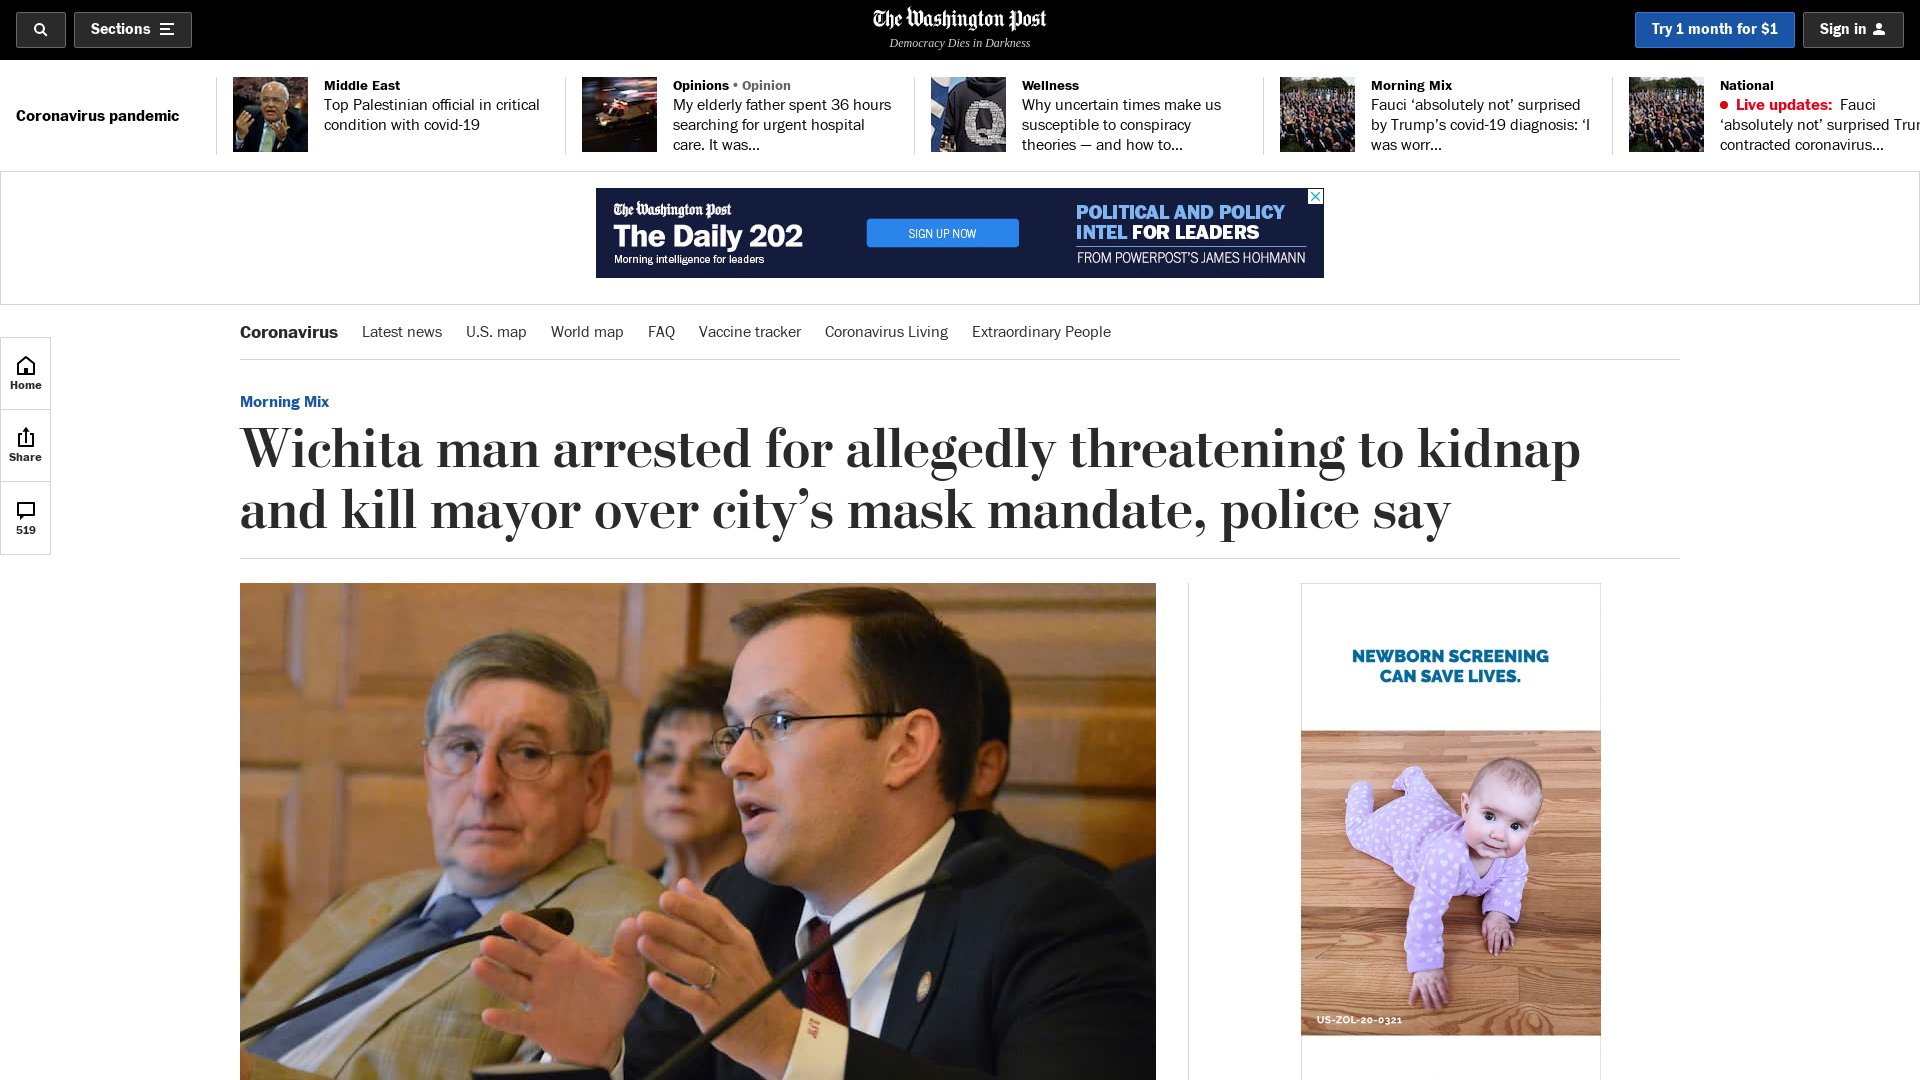 Sections
The Washington Post
Democracy Dies in Darkness
Try 1 month for $1
Sign in
Coronavirus pandemic
Middle East
Top Palestinian official in critical
condition with covid-19
Opinions • Opinion
My elderly father spent 36 hours
searching for urgent hospital
care. It was...
Wellness
Why uncertain times make us
susceptible to conspiracy
theories — and how to...
Morning Mix
Fauci ‘absolutely not’ surprised
by Trump’s covid-19 diagnosis: ‘I
was worr...
National
Live updates: Fauci
‘absolutely not’ surprised Trum
contracted coronavirus...
The Washington Post
The Daily 202
Morning intelligence for leaders
SIGN UP NOW
POLITICAL AND POLICY
INTEL FOR LEADERS
FROM POWERPOST'S JAMES HOHMANN
Coronavirus Latest news U.S. map World map FAQ Vaccine tracker Coronavirus Living Extraordinary People
Home
Share
519
Morning Mix
Wichita man arrested for allegedly threatening to kidnap
and kill mayor over city’s mask mandate, police say
NEWBORN SCREENING
CAN SAVE LIVES.
US-ZOL-20-0321